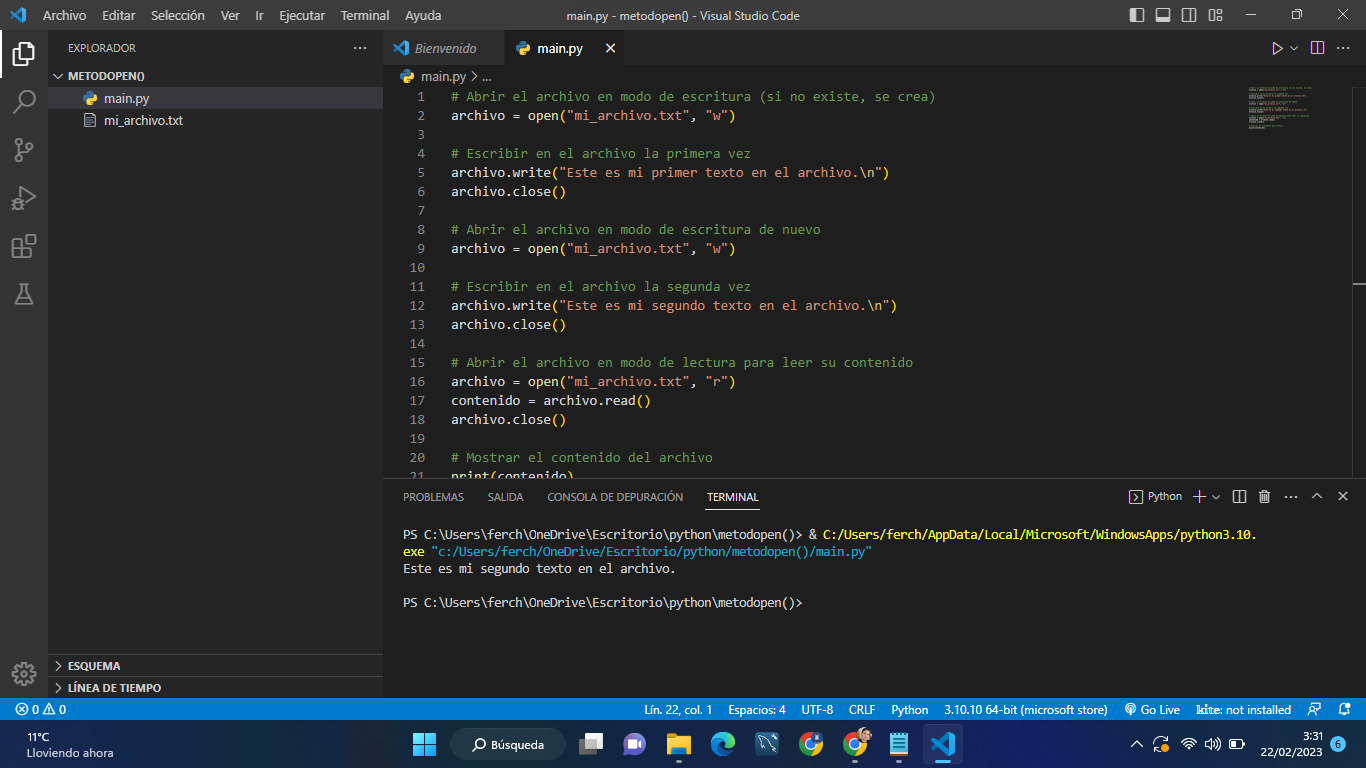 Archivo Editar Selección Ver Ir Ejecutar Terminal Ayuda
main.py - metodopen() - Visual Studio Code
EXPLORADOR
METODOPEN()
main.py
mi_archivo.txt
ESQUEMA
LÍNEA DE TIEMPO
Bienvenido
main.py
main.py > ...
1 # Abrir el archivo en modo de escritura (si no existe, se crea)
2 archivo = open("mi_archivo.txt", "w")
3
4 # Escribir en el archivo la primera vez
5 archivo.write("Este es mi primer texto en el archivo.\n")
6 archivo.close()
7
8 # Abrir el archivo en modo de escritura de nuevo
9 archivo = open("mi_archivo.txt", "w")
10
11 # Escribir en el archivo la segunda vez
12 archivo.write("Este es mi segundo texto en el archivo.\n")
13 archivo.close()
14
15 # Abrir el archivo en modo de lectura para leer su contenido
16 archivo = open("mi_archivo.txt", "r")
17 contenido = archivo.read()
18 archivo.close()
19
20 # Mostrar el contenido del archivo
21 print(contenido)
PROBLEMAS SALIDA CONSOLA DE DEPURACIÓN TERMINAL
Python
PS C:\Users\ferch\OneDrive\Escritorio\python\metodopen()> & C:/Users/ferch/AppData/Local/Microsoft/WindowsApps/python3.10.
exe "c:/Users/ferch/OneDrive/Escritorio/python/metodopen()/main.py"
Este es mi segundo texto en el archivo.
PS C:\Users\ferch\OneDrive\Escritorio\python\metodopen()>
0 0
Lín. 22, col. 1 Espacios: 4 UTF-8 CRLF Python 3.10.10 64-bit (microsoft store) Go Live kite: not installed
11°C
Lloviendo ahora
Búsqueda
3:31
22/02/2023
6